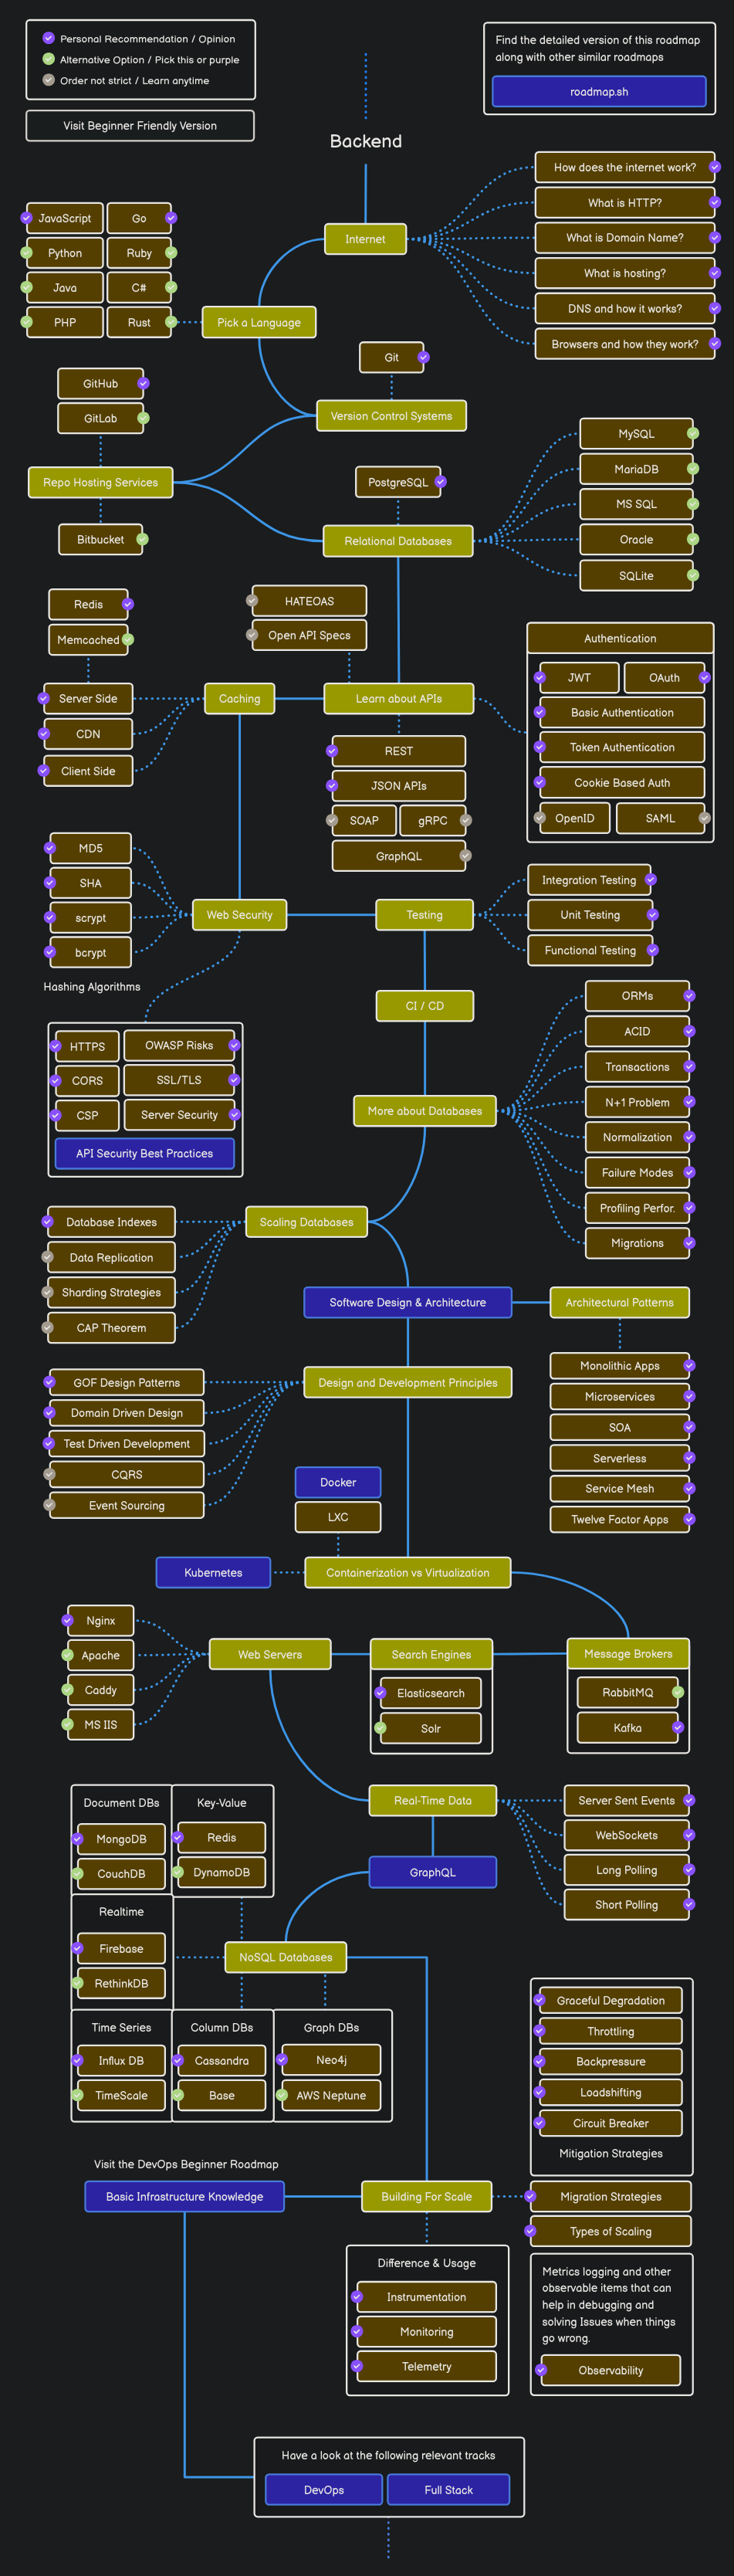 Personal Recommendation / Opinion
Alternative Option / Pick this or purple
Order not strict / Learn anytime
Find the detailed version of this roadmap
along with other similar roadmaps
roadmap.sh
Visit Beginner Friendly Version
Backend
How does the internet work?
What is HTTP?
What is Domain Name?
What is hosting?
DNS and how it works?
Browsers and how they work?
Internet
JavaScript
Go
Python
Ruby
Java
C#
PHP
Rust
Pick a Language
Git
Version Control Systems
GitHub
GitLab
Repo Hosting Services
Bitbucket
PostgreSQL
Relational Databases
MySQL
MariaDB
MS SQL
Oracle
SQLite
Redis
Memcached
Server Side
CDN
Client Side
Caching
HATEOAS
Open API Specs
Learn about APIs
REST
JSON APIs
SOAP
gRPC
GraphQL
Authentication
JWT
OAuth
Basic Authentication
Token Authentication
Cookie Based Auth
OpenID
SAML
MD5
SHA
scrypt
bcrypt
Hashing Algorithms
Web Security
Testing
Integration Testing
Unit Testing
Functional Testing
HTTPS
OWASP Risks
CORS
SSL/TLS
CSP
Server Security
API Security Best Practices
CI / CD
More about Databases
ORMs
ACID
Transactions
N+1 Problem
Normalization
Failure Modes
Profiling Perfor.
Migrations
Database Indexes
Data Replication
Sharding Strategies
CAP Theorem
Scaling Databases
Software Design & Architecture
Architectural Patterns
Monolithic Apps
Microservices
SOA
Serverless
Service Mesh
Twelve Factor Apps
GOF Design Patterns
Domain Driven Design
Test Driven Development
CQRS
Event Sourcing
Design and Development Principles
Docker
LXC
Kubernetes
Containerization vs Virtualization
Nginx
Apache
Caddy
MS IIS
Web Servers
Search Engines
Elasticsearch
Solr
Message Brokers
RabbitMQ
Kafka
Real-Time Data
Server Sent Events
WebSockets
Long Polling
Short Polling
GraphQL
Document DBs
MongoDB
CouchDB
Key-Value
Redis
DynamoDB
Realtime
Firebase
RethinkDB
NoSQL Databases
Time Series
Influx DB
TimeScale
Column DBs
Cassandra
Base
Graph DBs
Neo4j
AWS Neptune
Graceful Degradation
Throttling
Backpressure
Loadshifting
Circuit Breaker
Mitigation Strategies
Visit the DevOps Beginner Roadmap
Basic Infrastructure Knowledge
Building For Scale
Migration Strategies
Types of Scaling
Difference & Usage
Instrumentation
Monitoring
Telemetry
Metrics logging and other
observable items that can
help in debugging and
solving Issues when things
go wrong.
Observability
Have a look at the following relevant tracks
DevOps
Full Stack